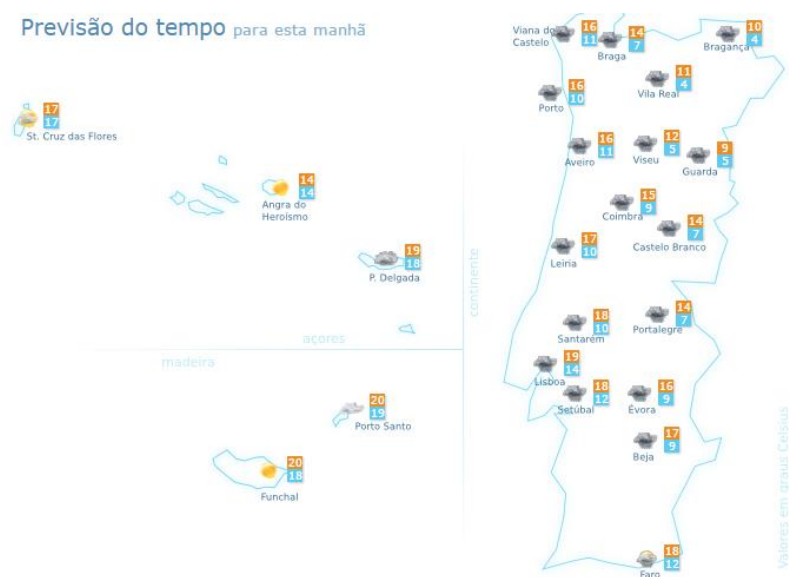 Previsão do tempo para esta manhã
Viana do
Castelo
16
11
14
7
Braga
10
4
Bragança
11
4
Vila Real
16
10
Porto
17
17
St. Cruz das Flores
16
11
Aveiro
12
5
Viseu
9
5
Guarda
14
14
Angra do
Heroísmo
15
9
Coimbra
14
7
Castelo Branco
17
10
Leiria
19
18
P. Delgada
continente
18
10
Santarém
14
7
Portalegre
açores
madeira
19
14
Lisboa
18
12
Setúbal
16
9
Évora
20
19
Porto Santo
17
9
Beja
20
18
Funchal
18
12
Faro
Valores em graus Celsius